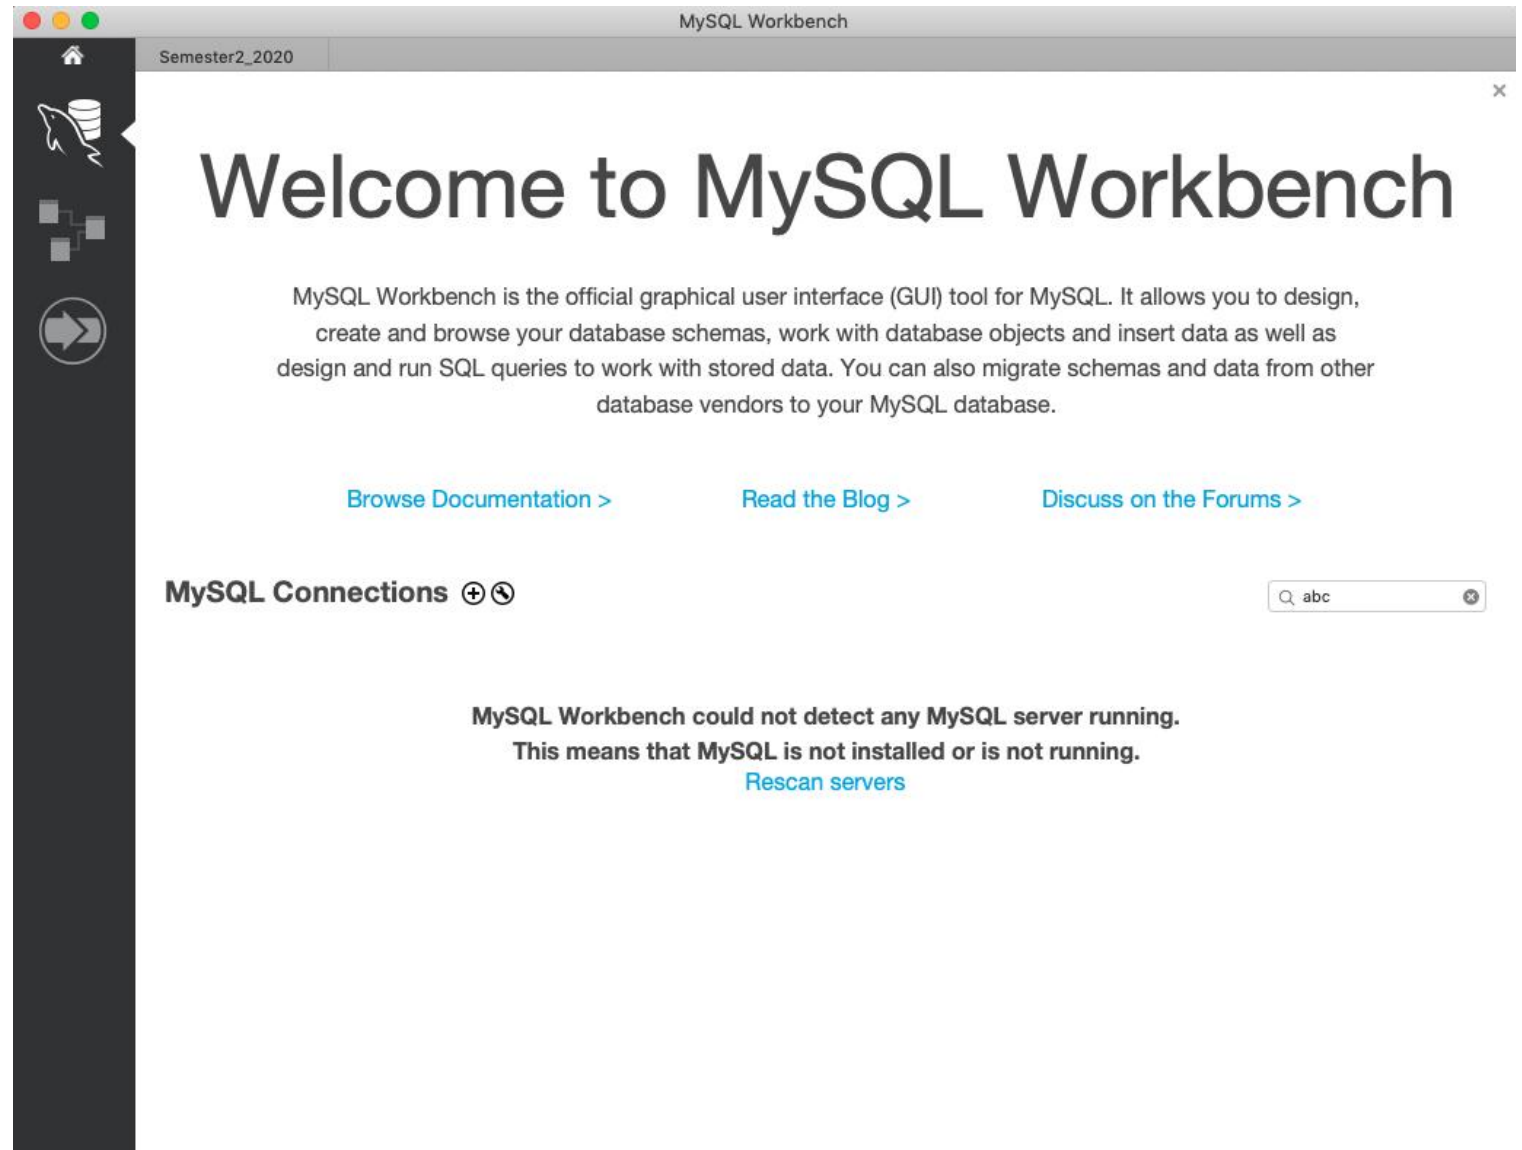 MySQL Workbench
Semester2_2020
Welcome to MySQL Workbench
MySQL Workbench is the official graphical user interface (GUI) tool for MySQL. It allows you to design,
create and browse your database schemas, work with database objects and insert data as well as
design and run SQL queries to work with stored data. You can also migrate schemas and data from other
database vendors to your MySQL database.
Browse Documentation > Read the Blog > Discuss on the Forums >
MySQL Connections abc
MySQL Workbench could not detect any MySQL server running.
This means that MySQL is not installed or is not running.
Rescan servers